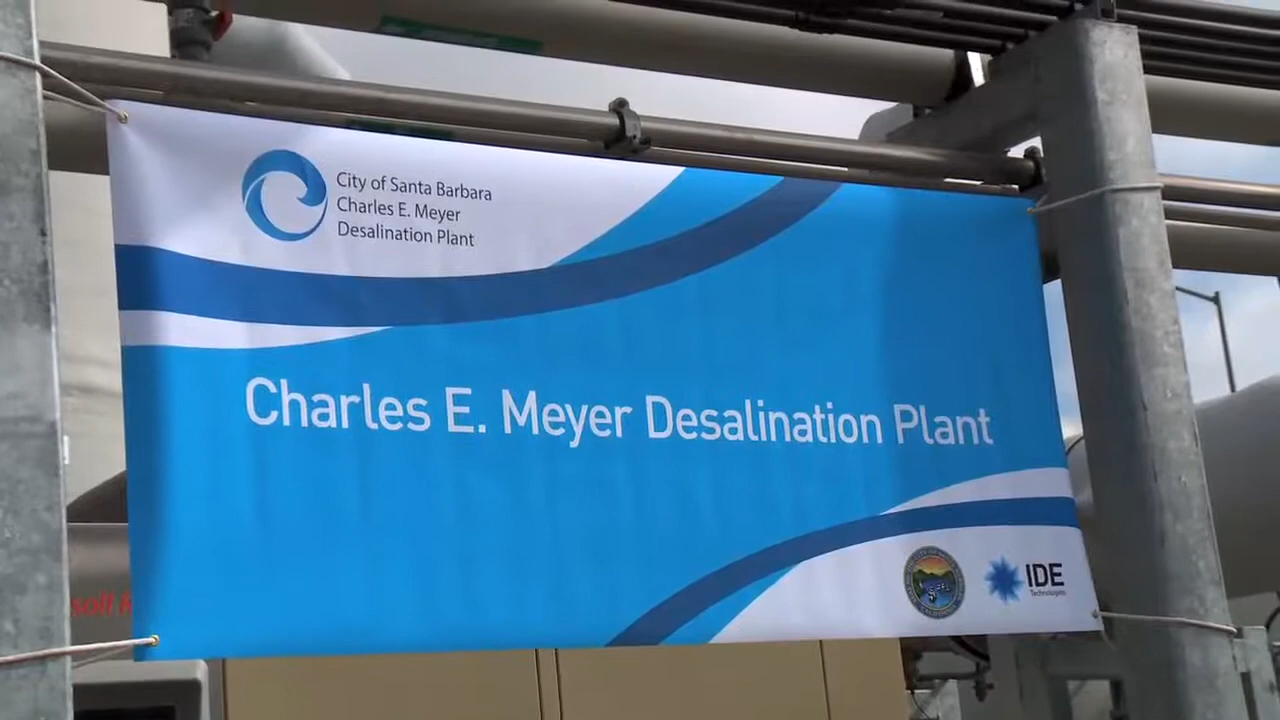 City of Santa Barbara
Charles E. Meyer
Desalination Plant
Charles E. Meyer Desalination Plant
IDE
Technologies